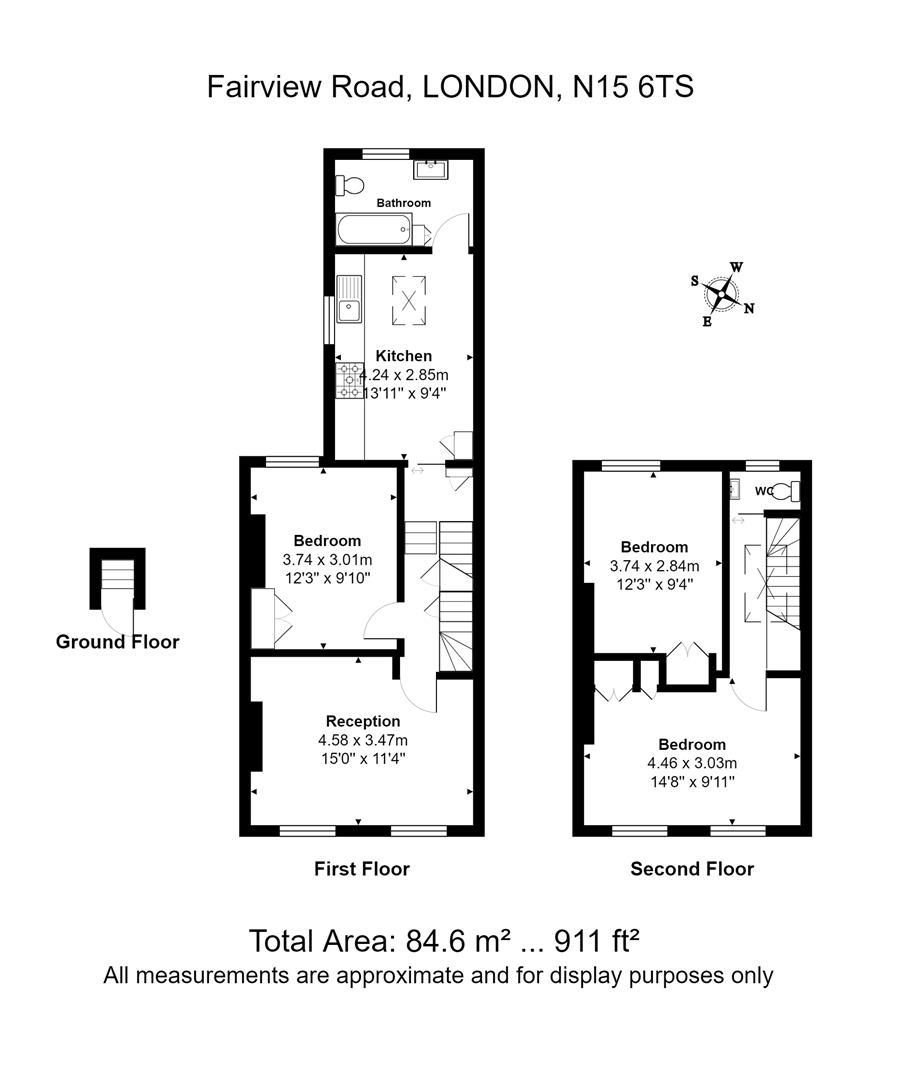 Fairview Road, LONDON, N15 6TS
Bathroom
W
S
N
E
Kitchen
4.24 x 2.85m
13'11" x 9'4"
Bedroom
3.74 x 3.01m
12'3" x 9'10"
WC
Bedroom
3.74 x 2.84m
12'3" x 9'4"
Ground Floor
Reception
4.58 x 3.47m
15'0" x 11'4"
Bedroom
4.46 x 3.03m
14'8" x 9'11"
First Floor
Second Floor
Total Area: 84.6 m² ... 911 ft²
All measurements are approximate and for display purposes only